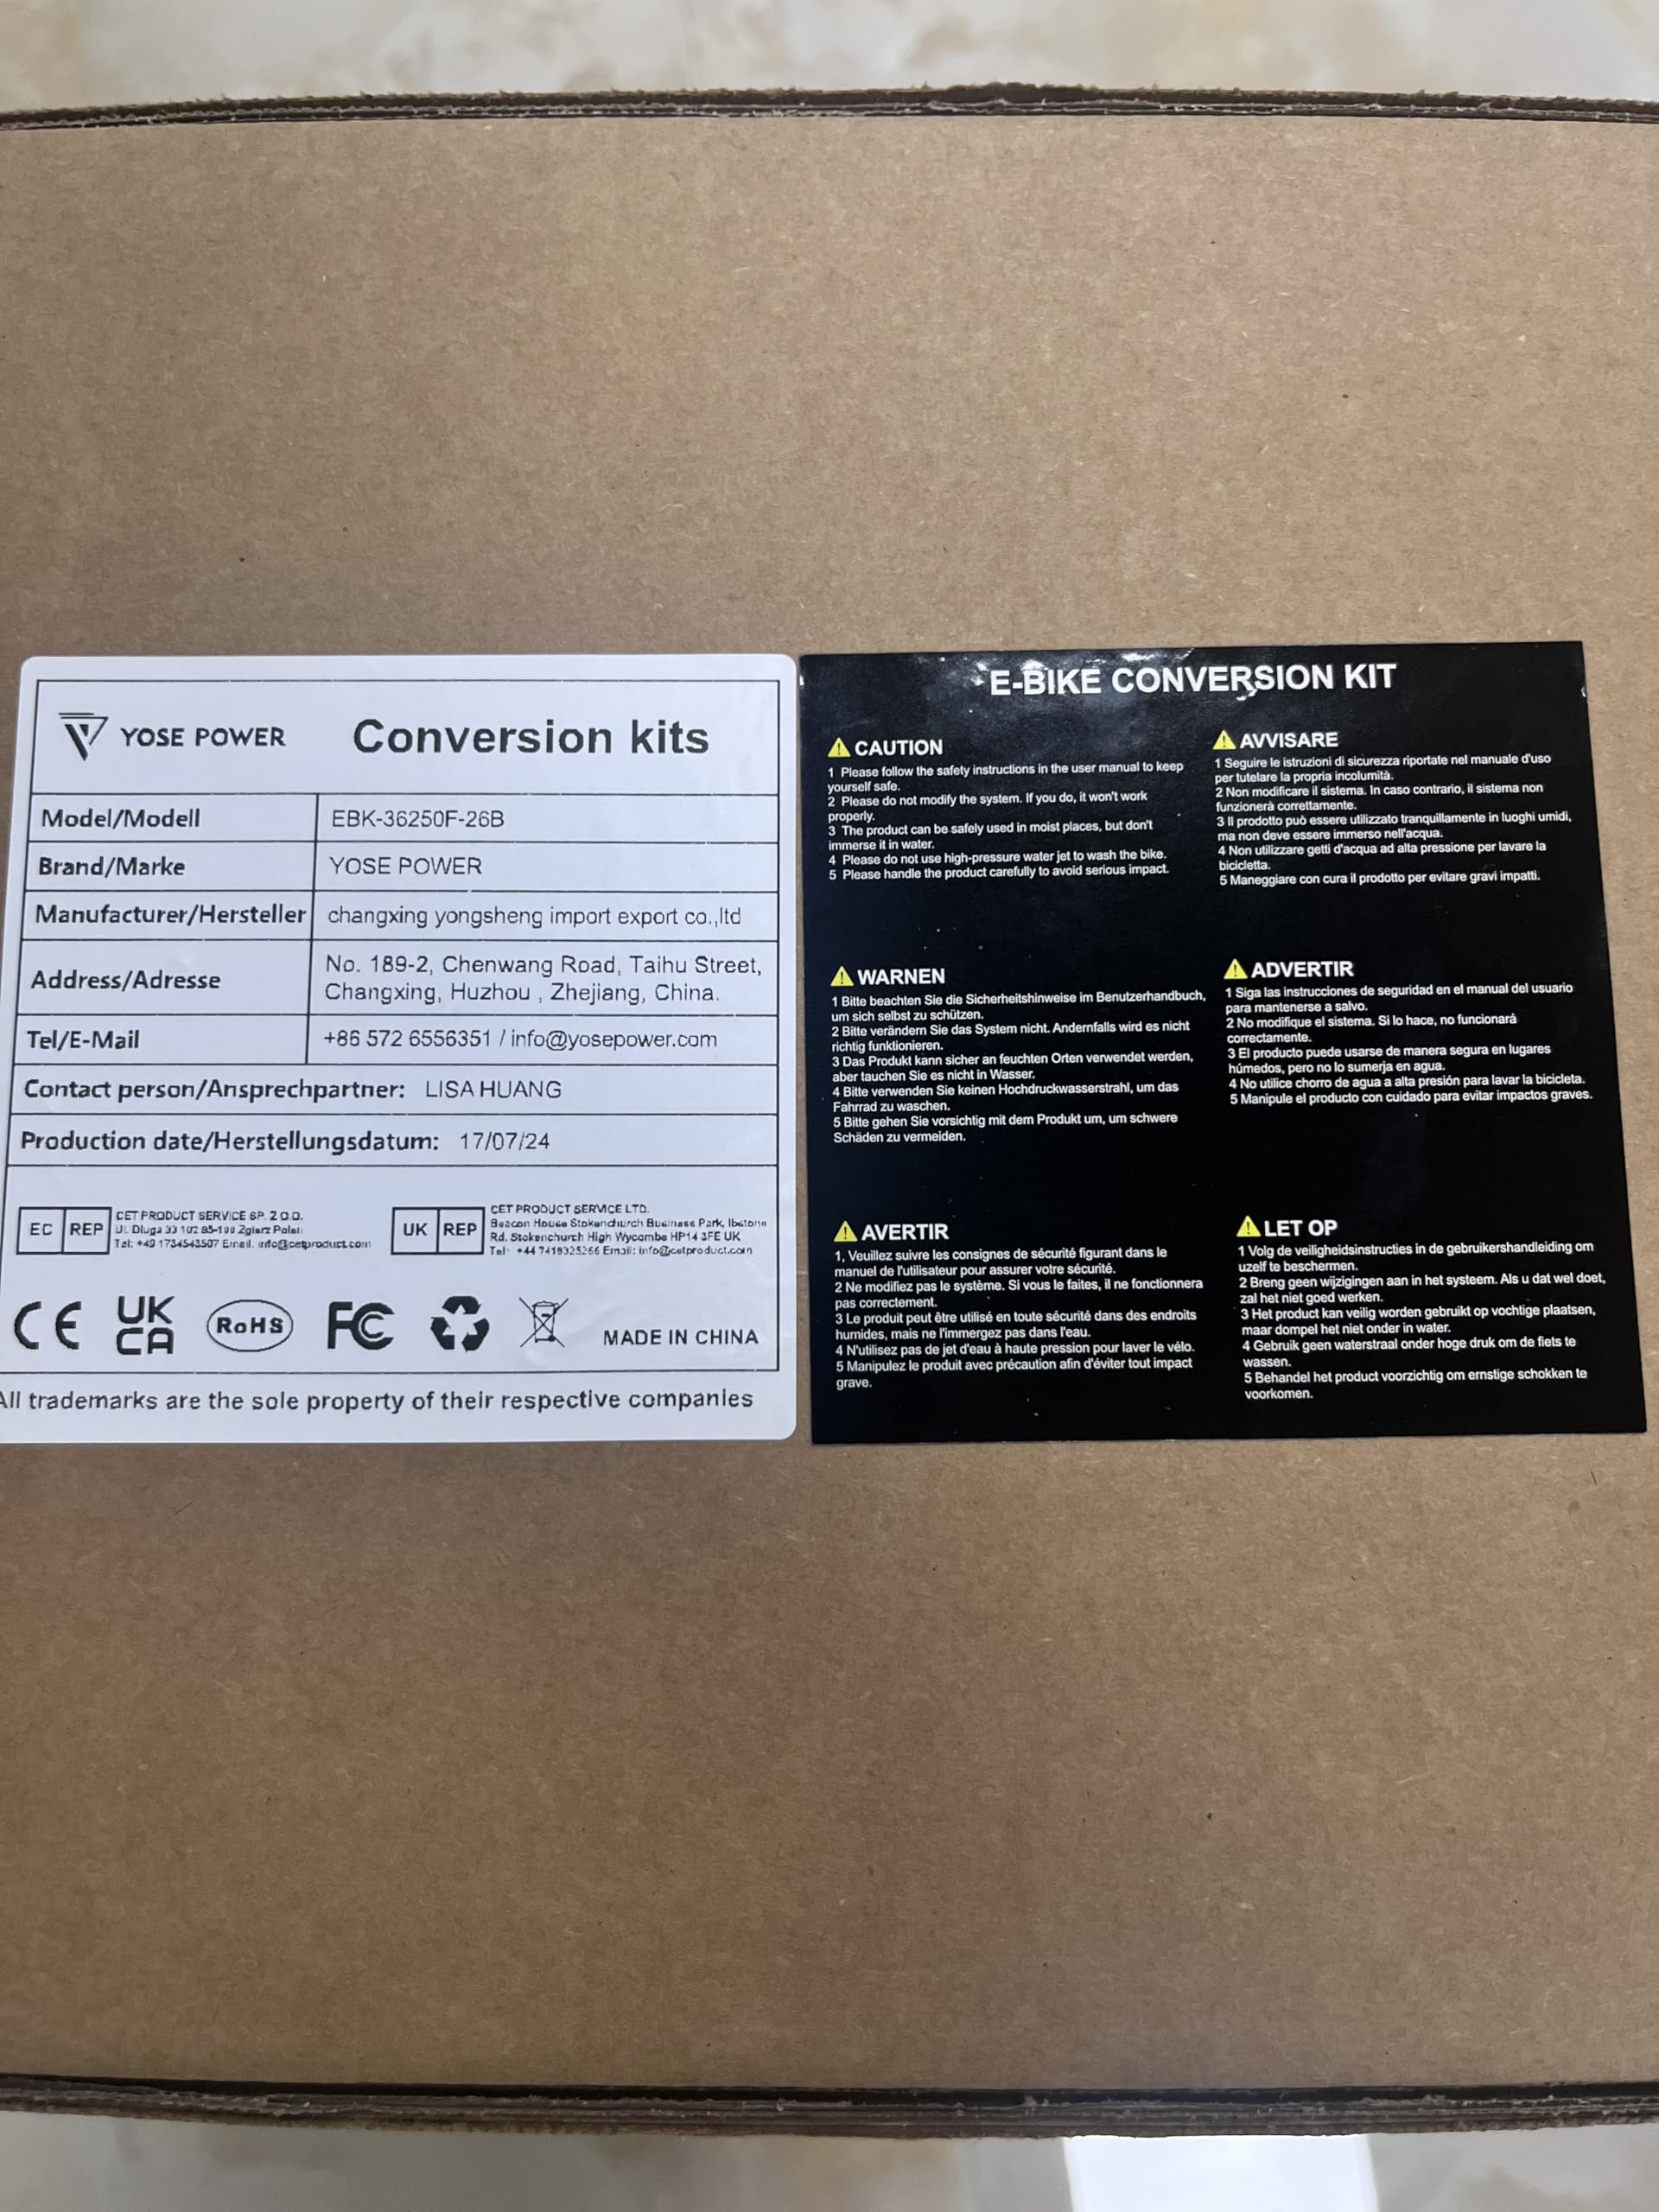 YOSE POWER Conversion kits
Model/Modell EBK-36250F-26B
Brand/Marke YOSE POWER
Manufacturer/Hersteller changxing yongsheng import export co.,ltd
Address/Adresse No. 189-2, Chenwang Road, Taihu Street,
Changxing, Huzhou , Zhejiang, China.
Tel/E-Mail +86 572 6556351 / info@yosepower.com
Contact person/Ansprechpartner: LISA HUANG
Production date/Herstellungsdatum: 17/07/24
EC REP
CET PRODUCT SERVICE SP. Z O.O.
Ul. Dluga 33 102 Zgierz
Tel: Email: info@cetproduct.com
UK REP
CET PRODUCT SERVICE LTD.
Beacon House Stokenchurch Business Park, Ibstone
Rd. Stokenchurch High Wycombe HP14 3FE UK
Tel: Email: info@cetproduct.com
CE UK CA RoHS FC MADE IN CHINA
All trademarks are the sole property of their respective companies
E-BIKE CONVERSION KIT
CAUTION
1 Please follow the safety instructions in the user manual to keep
yourself safe.
2 Please do not modify the system. If you do, it won't work
properly.
3 The product can be safely used in moist places, but don't
immerse it in water.
4 Please do not use high-pressure water jet to wash the bike.
5 Please handle the product carefully to avoid serious impact.
AVVISARE
1 Seguire le istruzioni di sicurezza riportate nel manuale d'uso
per tutelare la propria incolumità.
2 Non modificare il sistema. In caso contrario, il sistema non
funzionerà correttamente.
3 Il prodotto può essere utilizzato tranquillamente in luoghi umidi,
ma non deve essere immerso nell'acqua.
4 Non utilizzare getti d'acqua ad alta pressione per lavare la
bicicletta.
5 Maneggiare con cura il prodotto per evitare gravi impatti.
WARNEN
1 Bitte beachten Sie die Sicherheitshinweise im Benutzerhandbuch,
um sich selbst zu schützen.
2 Bitte verändern Sie das System nicht. Andernfalls wird es nicht
richtig funktionieren.
3 Das Produkt kann sicher an feuchten Orten verwendet werden,
aber tauchen Sie es nicht in Wasser.
4 Bitte verwenden Sie keinen Hochdruckwasserstrahl, um das
Fahrrad zu waschen.
5 Bitte gehen Sie vorsichtig mit dem Produkt um, um schwere
Schäden zu vermeiden.
ADVERTIR
1 Siga las instrucciones de seguridad en el manual del usuario
para mantenerse a salvo.
2 No modifique el sistema. Si lo hace, no funcionará
correctamente.
3 El producto puede usarse de manera segura en lugares
húmedos, pero no lo sumerja en agua.
4 No utilice chorro de agua a alta presión para lavar la bicicleta.
5 Manipule el producto con cuidado para evitar impactos graves.
AVERTIR
1, Veuillez suivre les consignes de sécurité figurant dans le
manuel de l'utilisateur pour assurer votre sécurité.
2 Ne modifiez pas le système. Si vous le faites, il ne fonctionnera
pas correctement.
3 Le produit peut être utilisé en toute sécurité dans des endroits
humides, mais ne l'immergez pas dans l'eau.
4 N'utilisez pas de jet d'eau à haute pression pour laver le vélo.
5 Manipulez le produit avec précaution afin d'éviter tout impact
grave.
LET OP
1 Volg de veiligheidsinstructies in de gebruikershandleiding om
uzelf te beschermen.
2 Breng geen wijzigingen aan in het systeem. Als u dat wel doet,
zal het niet goed werken.
3 Het product kan veilig worden gebruikt op vochtige plaatsen,
maar dompel het niet onder in water.
4 Gebruik geen waterstraal onder hoge druk om de fiets te
wassen.
5 Behandel het product voorzichtig om ernstige schokken te
voorkomen.